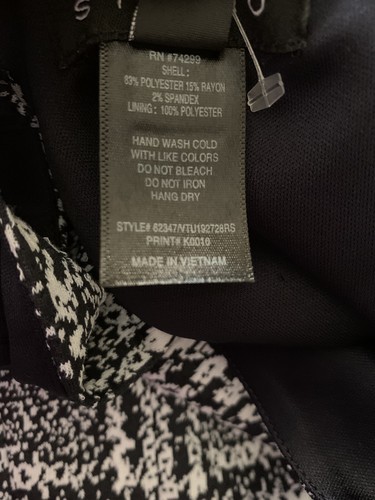 RN #74299
SHELL:
83% POLYESTER 15% RAYON
2% SPANDEX
LINING: 100% POLYESTER
HAND WASH COLD
WITH LIKE COLORS
DO NOT BLEACH
DO NOT IRON
HANG DRY
STYLE# 62347/VTU192728RS
PRINT# K0010
MADE IN VIETNAM